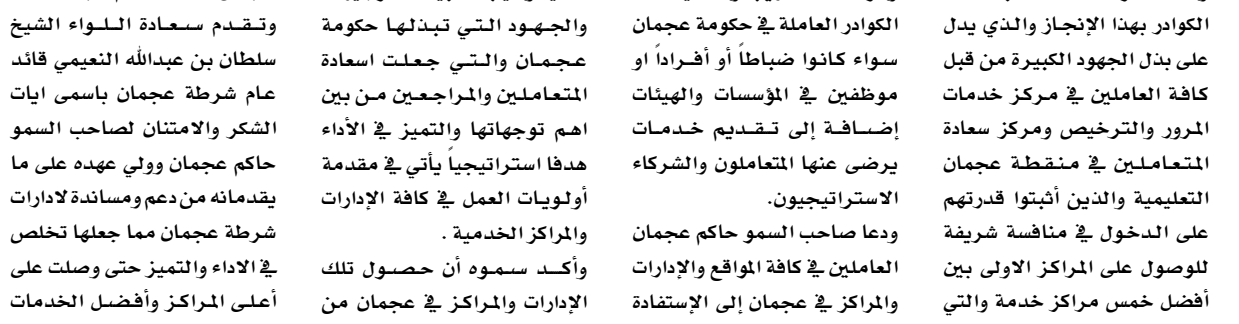 الكوادر بهذا الإنجاز والذي يدل
على بذل الجهود الكبيرة من قبل
كافة العاملين في مركز خدمات
المرور والترخيص ومركز سعادة
المتعاملين في منقطة عجمان
التعليمية والذين أثبتوا قدرتهم
على الدخول في منافسة شريفة
للوصول على المراكز الاولى بين
أفضل خمس مراكز خدمة والتي
الكوادر العاملة في حكومة عجمان
سواء كانوا ضباطاً أو أفراداً او
موظفين في المؤسسات والهيئات
إضافة إلى تقديم خدمات
يرضى عنها المتعاملون والشركاء
الاستراتيجيون.
ودعا صاحب السمو حاكم عجمان
العاملين في كافة المواقع والإدارات
والمراكز في عجمان إلى الإستفادة
والجهود التي تبذلها حكومة
عجمان والتي جعلت اسعادة
المتعاملين والمراجعين من بين
اهم توجهاتها والتميز في الأداء
هدفا استراتيجياً يأتي في مقدمة
أولويات العمل في كافة الإدارات
والمراكز الخدمية .
وأكد سموه أن حصول تلك
الإدارات والمراكز في عجمان من
وتقدم سعادة اللواء الشيخ
سلطان بن عبدالله النعيمي قائد
عام شرطة عجمان باسمى ايات
الشكر والامتنان لصاحب السمو
حاكم عجمان وولي عهده على ما
يقدمانه من دعم ومساندة لادارات
شرطة عجمان مما جعلها تخلص
في الاداء والتميز حتى وصلت على
أعلى المراكز وأفضل الخدمات